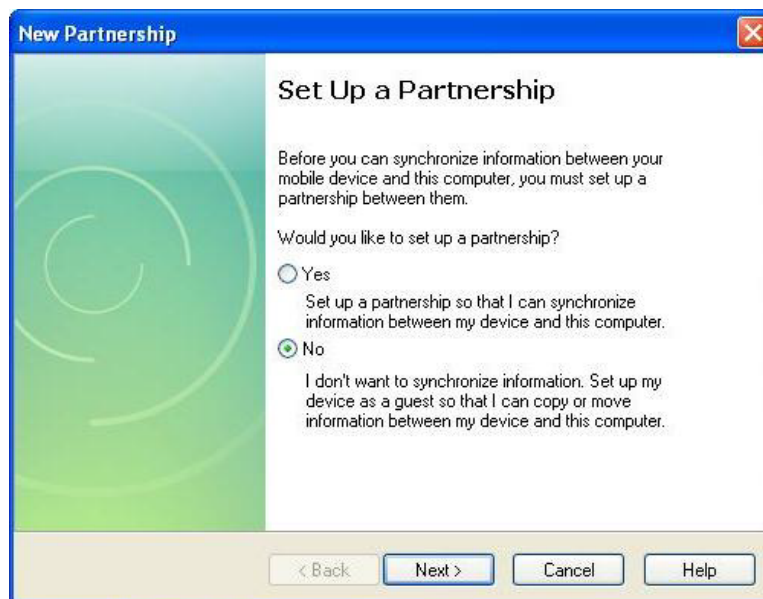 New Partnership
Set Up a Partnership
Before you can synchronize information between your
mobile device and this computer, you must set up a
partnership between them.
Would you like to set up a partnership?
Yes
Set up a partnership so that I can synchronize
information between my device and this computer.
No
I don't want to synchronize information. Set up my
device as a guest so that I can copy or move
information between my device and this computer.
< Back
Next >
Cancel
Help